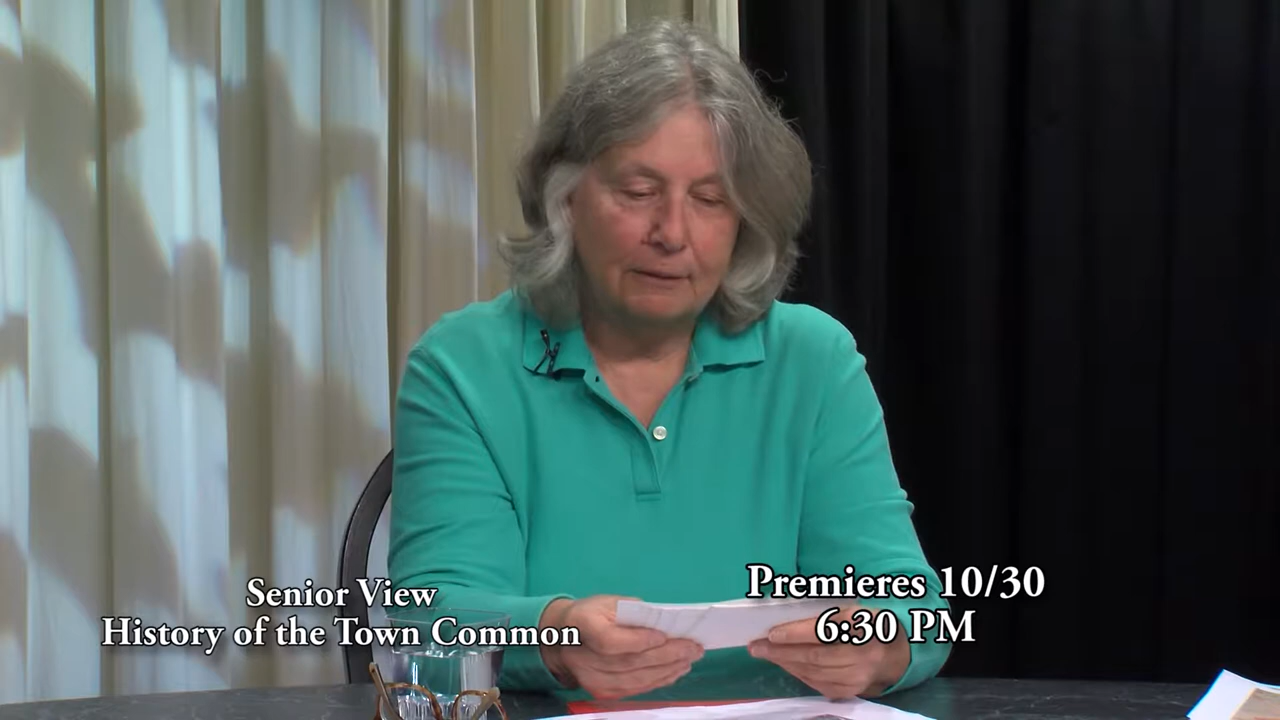 Senior View
History of the Town Common
Premieres 10/30
6:30 PM